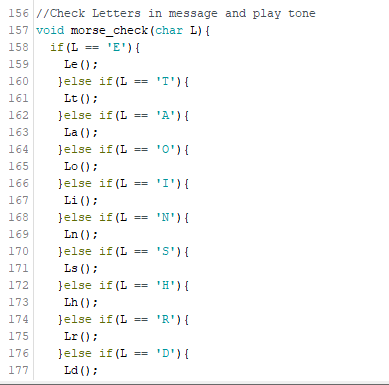 156 //Check Letters in message and play tone
157 void morse_check(char L){
158   if(L == 'E'){
159     Le();
160    }else if(L == 'T'){
161     Lt();
162    }else if(L == 'A'){
163     La();
164    }else if(L == 'O'){
165     Lo();
166    }else if(L == 'I'){
167     Li();
168    }else if(L == 'N'){
169     Ln();
170    }else if(L == 'S'){
171     Ls();
172    }else if(L == 'H'){
173     Lh();
174    }else if(L == 'R'){
175     Lr();
176    }else if(L == 'D'){
177     Ld();